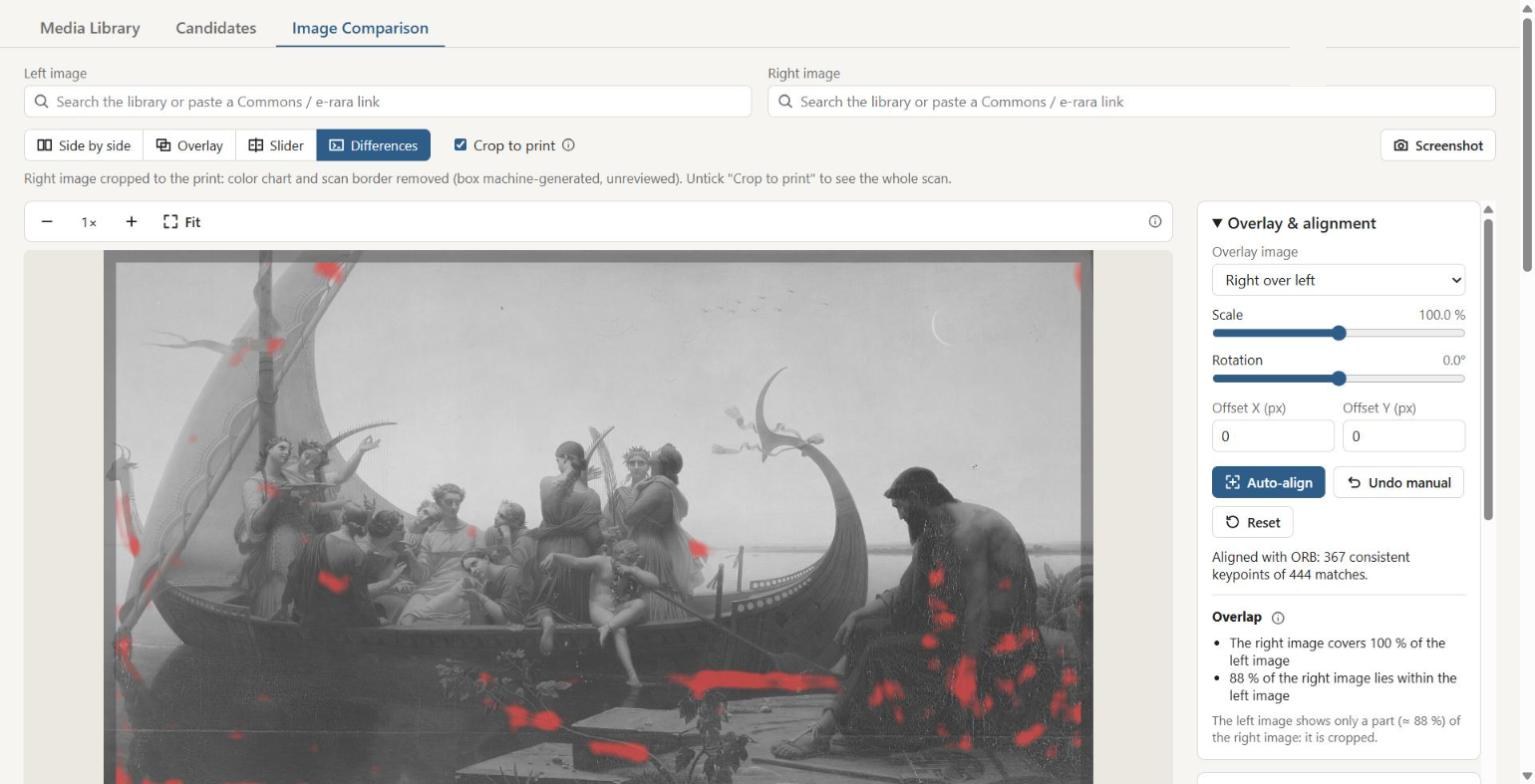 Media Library
Candidates
Image Comparison
Left image
Right image
Search the library or paste a Commons / e-rara link
Search the library or paste a Commons / e-rara link
Side by side
Overlay
Slider
Differences
Crop to print
Screenshot
Right image cropped to the print: color chart and scan border removed (box machine-generated, unreviewed). Untick "Crop to print" to see the whole scan.
− 1× + Fit
Overlay & alignment
Overlay image
Right over left
Scale 100.0 %
Rotation 0.0°
Offset X (px) Offset Y (px)
0 0
Auto-align
Undo manual
Reset
Aligned with ORB: 367 consistent
keypoints of 444 matches.
Overlap
• The right image covers 100 % of the
left image
• 88 % of the right image lies within the
left image
The left image shows only a part (≈ 88 %) of
the right image: it is cropped.